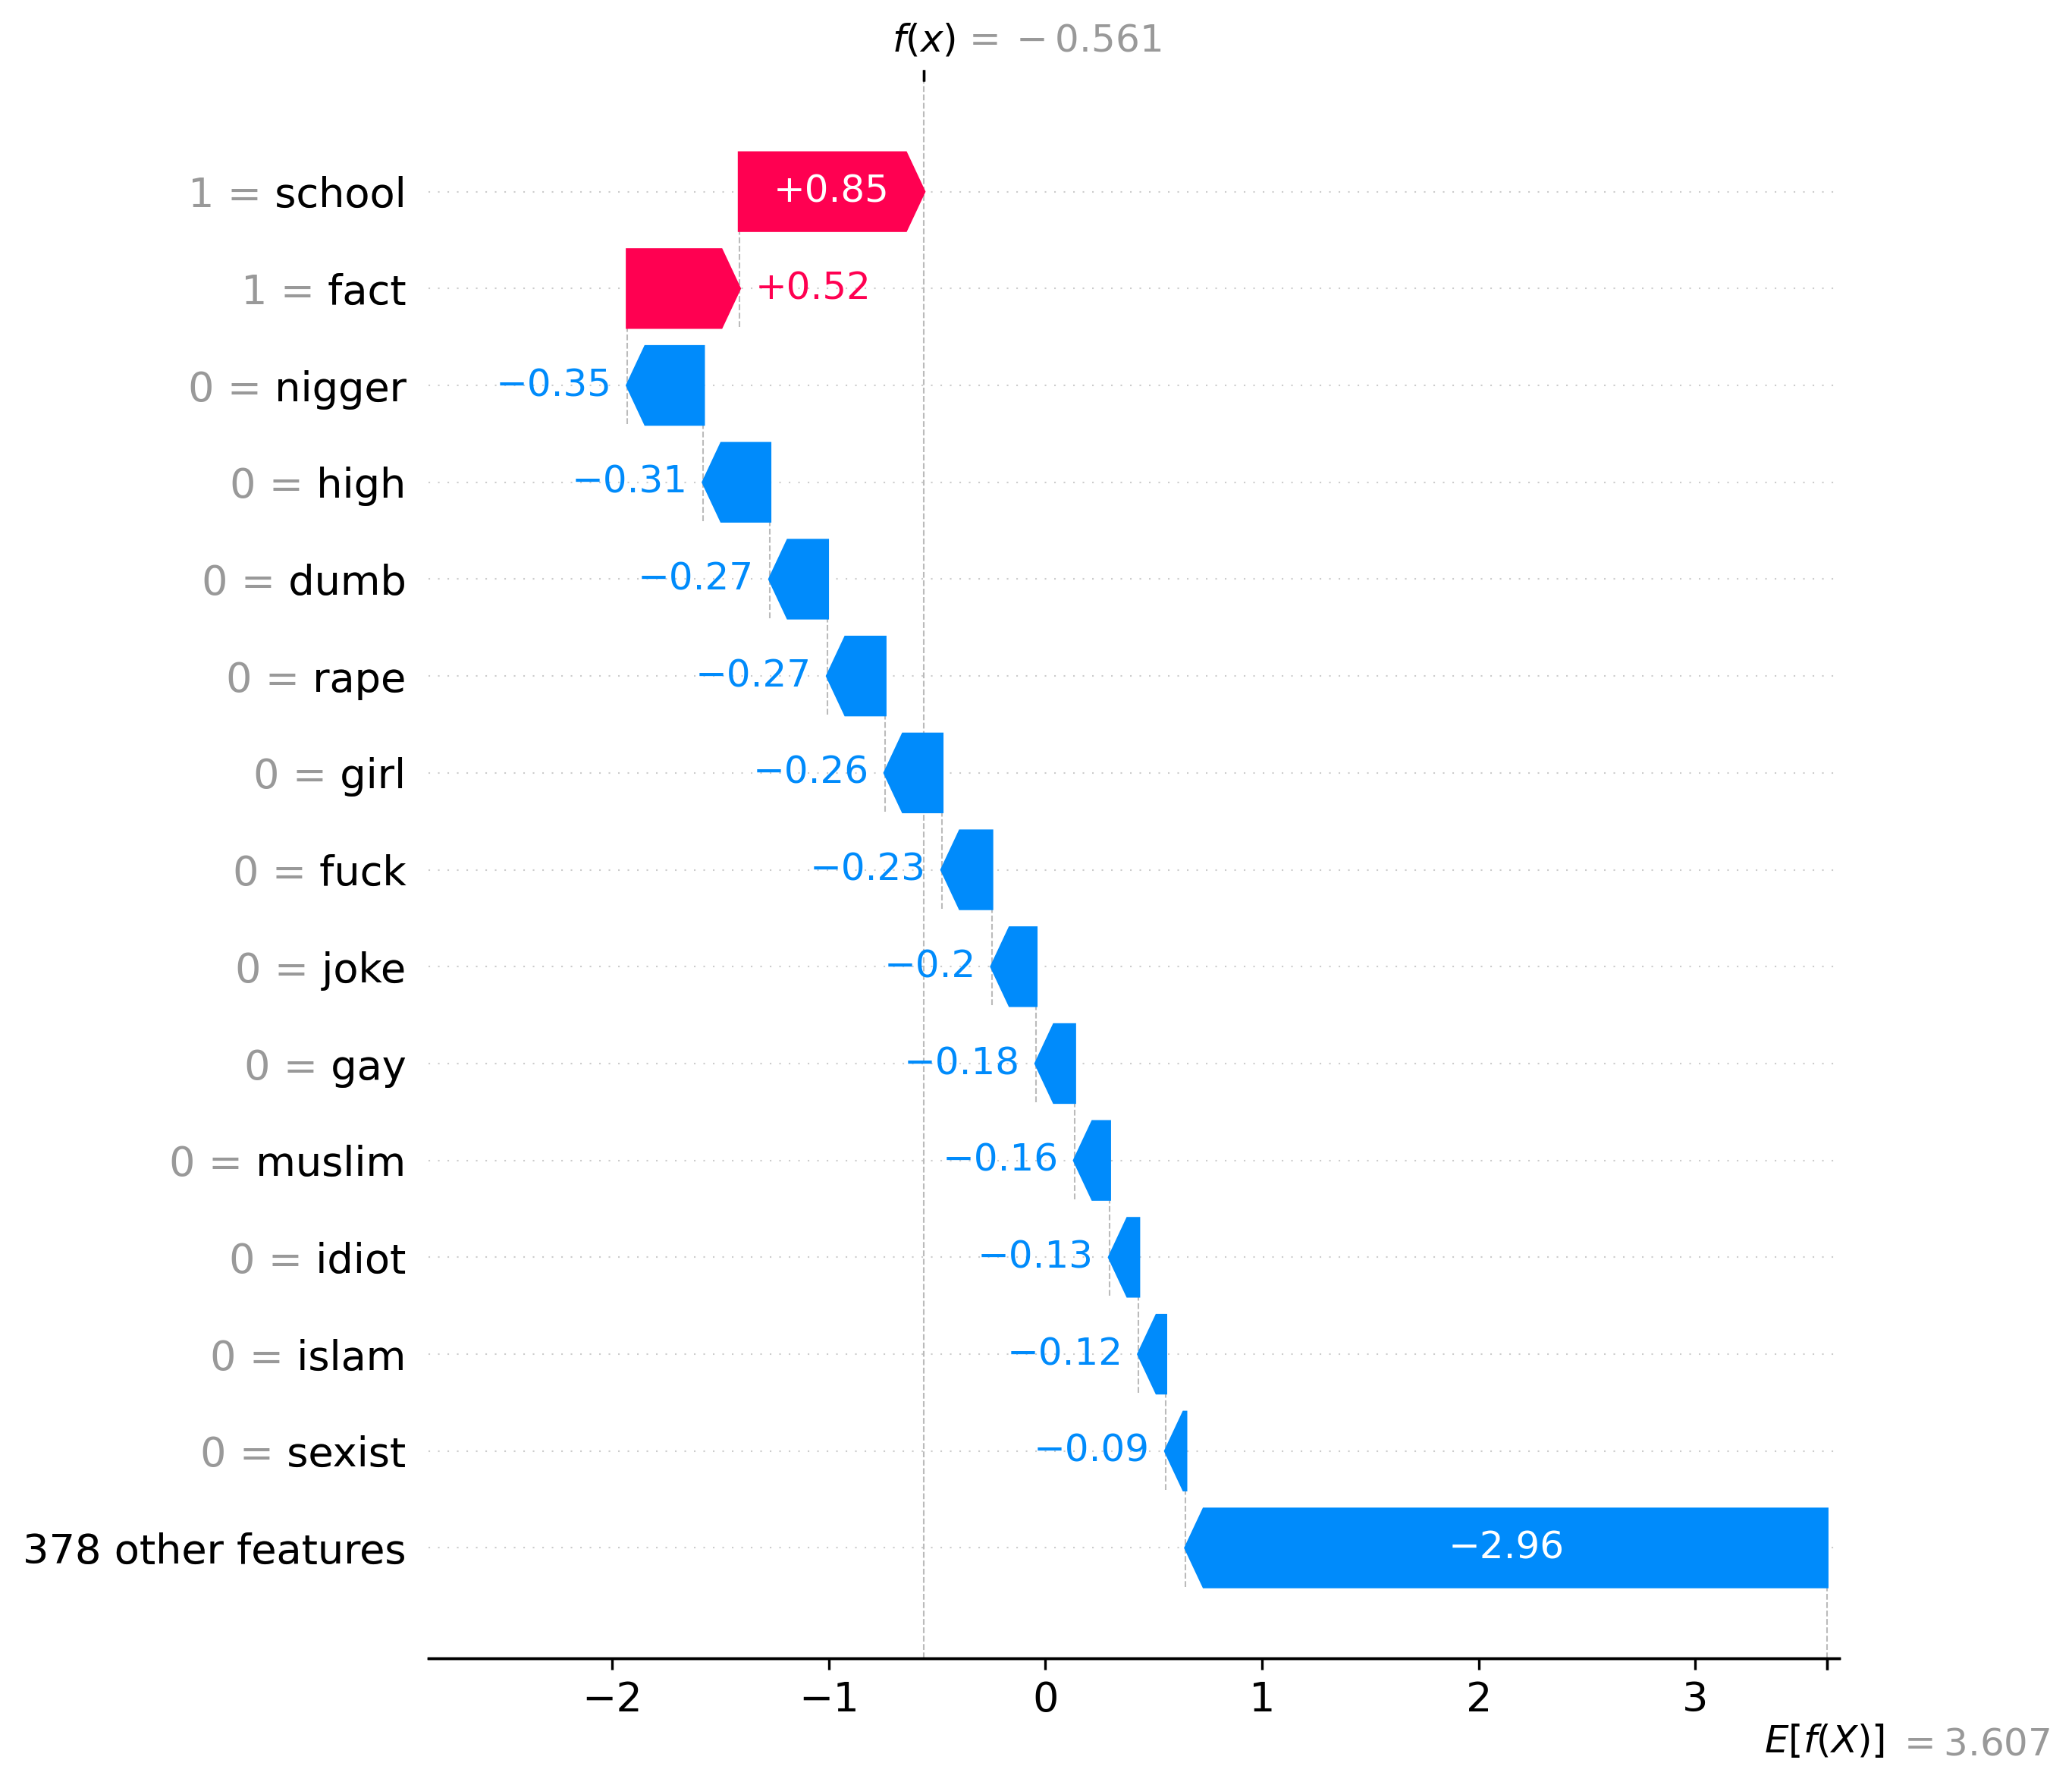 f(x) = −0.561
1 = school +0.85
1 = fact +0.52
0 = nigger −0.35
0 = high −0.31
0 = dumb −0.27
0 = rape −0.27
0 = girl −0.26
0 = fuck −0.23
0 = joke −0.2
0 = gay −0.18
0 = muslim −0.16
0 = idiot −0.13
0 = islam −0.12
0 = sexist −0.09
378 other features −2.96
−2 −1 0 1 2 3
E[f(X)] = 3.607